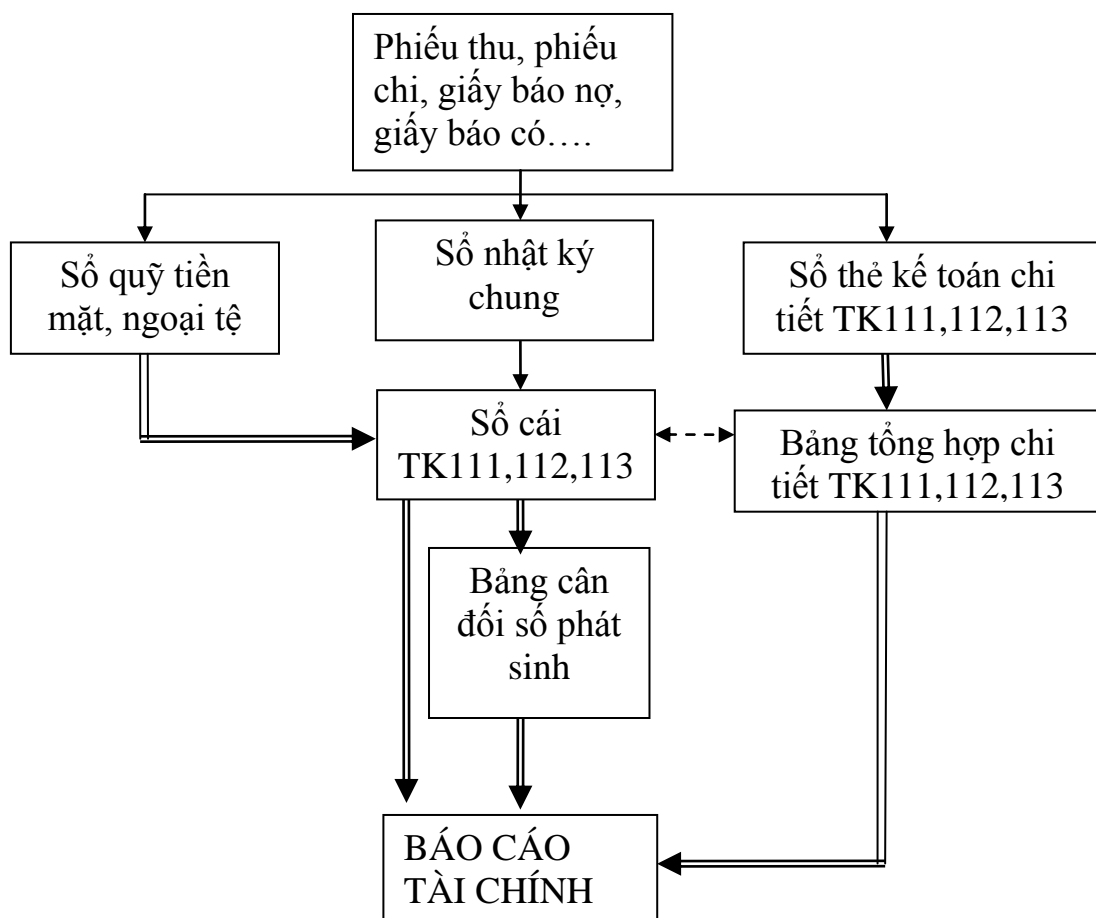 Phiếu thu, phiếu
chi, giấy báo nợ,
giấy báo có….
Sổ quỹ tiền
mặt, ngoại tệ
Sổ nhật ký
chung
Sổ thẻ kế toán chi
tiết TK111,112,113
Sổ cái
TK111,112,113
Bảng tổng hợp chi
tiết TK111,112,113
Bảng cân
đối số phát
sinh
BÁO CÁO
TÀI CHÍNH